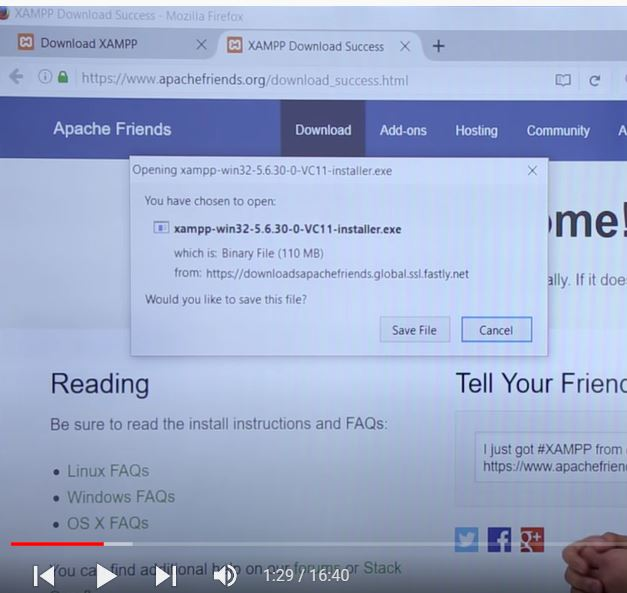 XAMPP Download Success - Mozilla Firefox
Download XAMPP
XAMPP Download Success
https://www.apachefriends.org/download_success.html
Apache Friends
Download
Add-ons
Hosting
Community
A
Opening xampp-win32-5.6.30-0-VC11-installer.exe
You have chosen to open:
xampp-win32-5.6.30-0-VC11-installer.exe
which is: Binary File (110 MB)
from: https://downloadsapachefriends.global.ssl.fastly.net
Would you like to save this file?
Save File
Cancel
ome!
ally. If it doe
Reading
Be sure to read the install instructions and FAQs:
Linux FAQs
Windows FAQs
OS X FAQs
You can find additional help on our forums or Stack
Tell Your Friend
I just got #XAMPP from
https://www.apachefrien
1:29 / 16:40